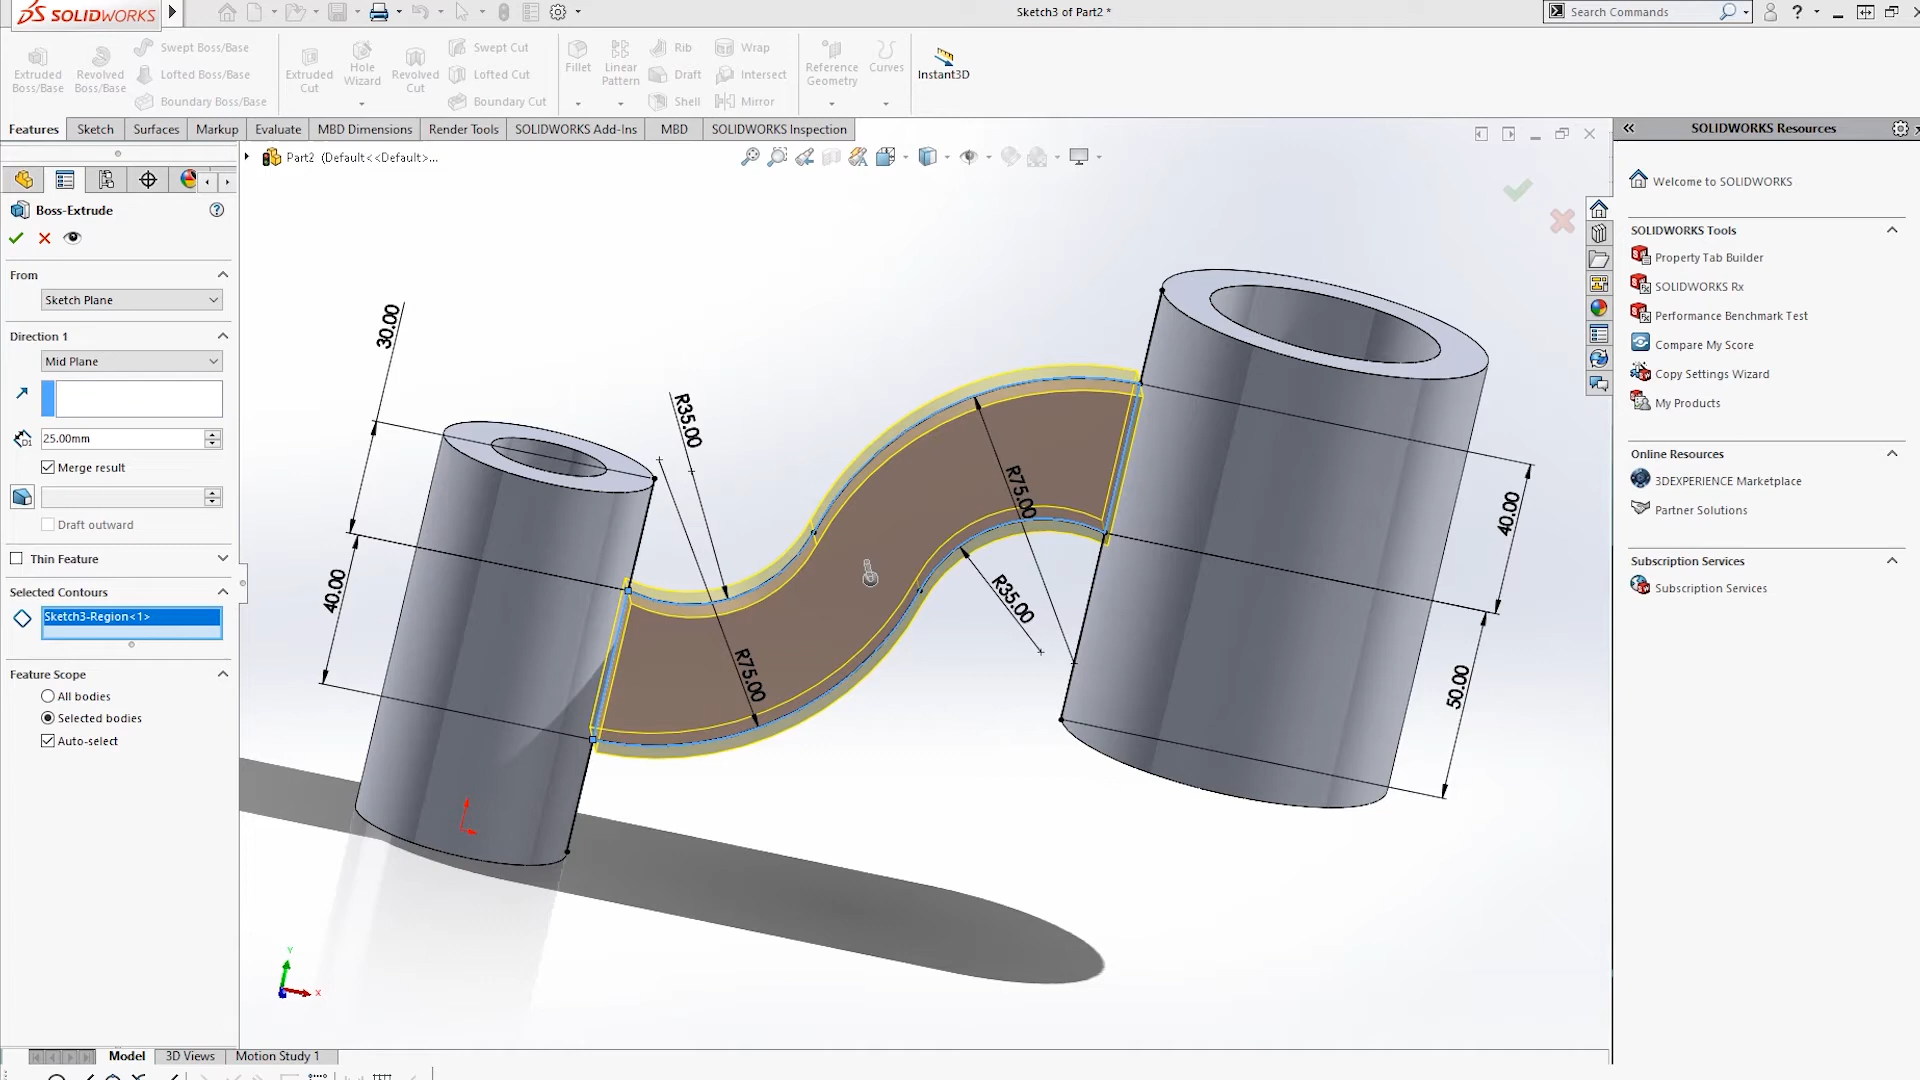 SOLIDWORKS
Sketch3 of Part2 *
Search Commands
?
Extruded Boss/Base
Revolved Boss/Base
Swept Boss/Base
Lofted Boss/Base
Boundary Boss/Base
Extruded Cut
Hole Wizard
Revolved Cut
Swept Cut
Lofted Cut
Boundary Cut
Fillet
Linear Pattern
Rib
Draft
Shell
Wrap
Intersect
Mirror
Reference Geometry
Curves
Instant3D
Features
Sketch
Surfaces
Markup
Evaluate
MBD Dimensions
Render Tools
SOLIDWORKS Add-Ins
MBD
SOLIDWORKS Inspection
Part2 (Default<<Default>...
Boss-Extrude
?
From
Sketch Plane
Direction 1
Mid Plane
D1
25.00mm
Merge result
Draft outward
Thin Feature
Selected Contours
Sketch3-Region<1>
Feature Scope
All bodies
Selected bodies
Auto-select
30.00
40.00
R35.00
R75.00
R75.00
R35.00
40.00
50.00
Y
X
SOLIDWORKS Resources
Welcome to SOLIDWORKS
SOLIDWORKS Tools
Property Tab Builder
SOLIDWORKS Rx
Performance Benchmark Test
Compare My Score
Copy Settings Wizard
My Products
Online Resources
3DEXPERIENCE Marketplace
Partner Solutions
Subscription Services
Subscription Services
Model
3D Views
Motion Study 1